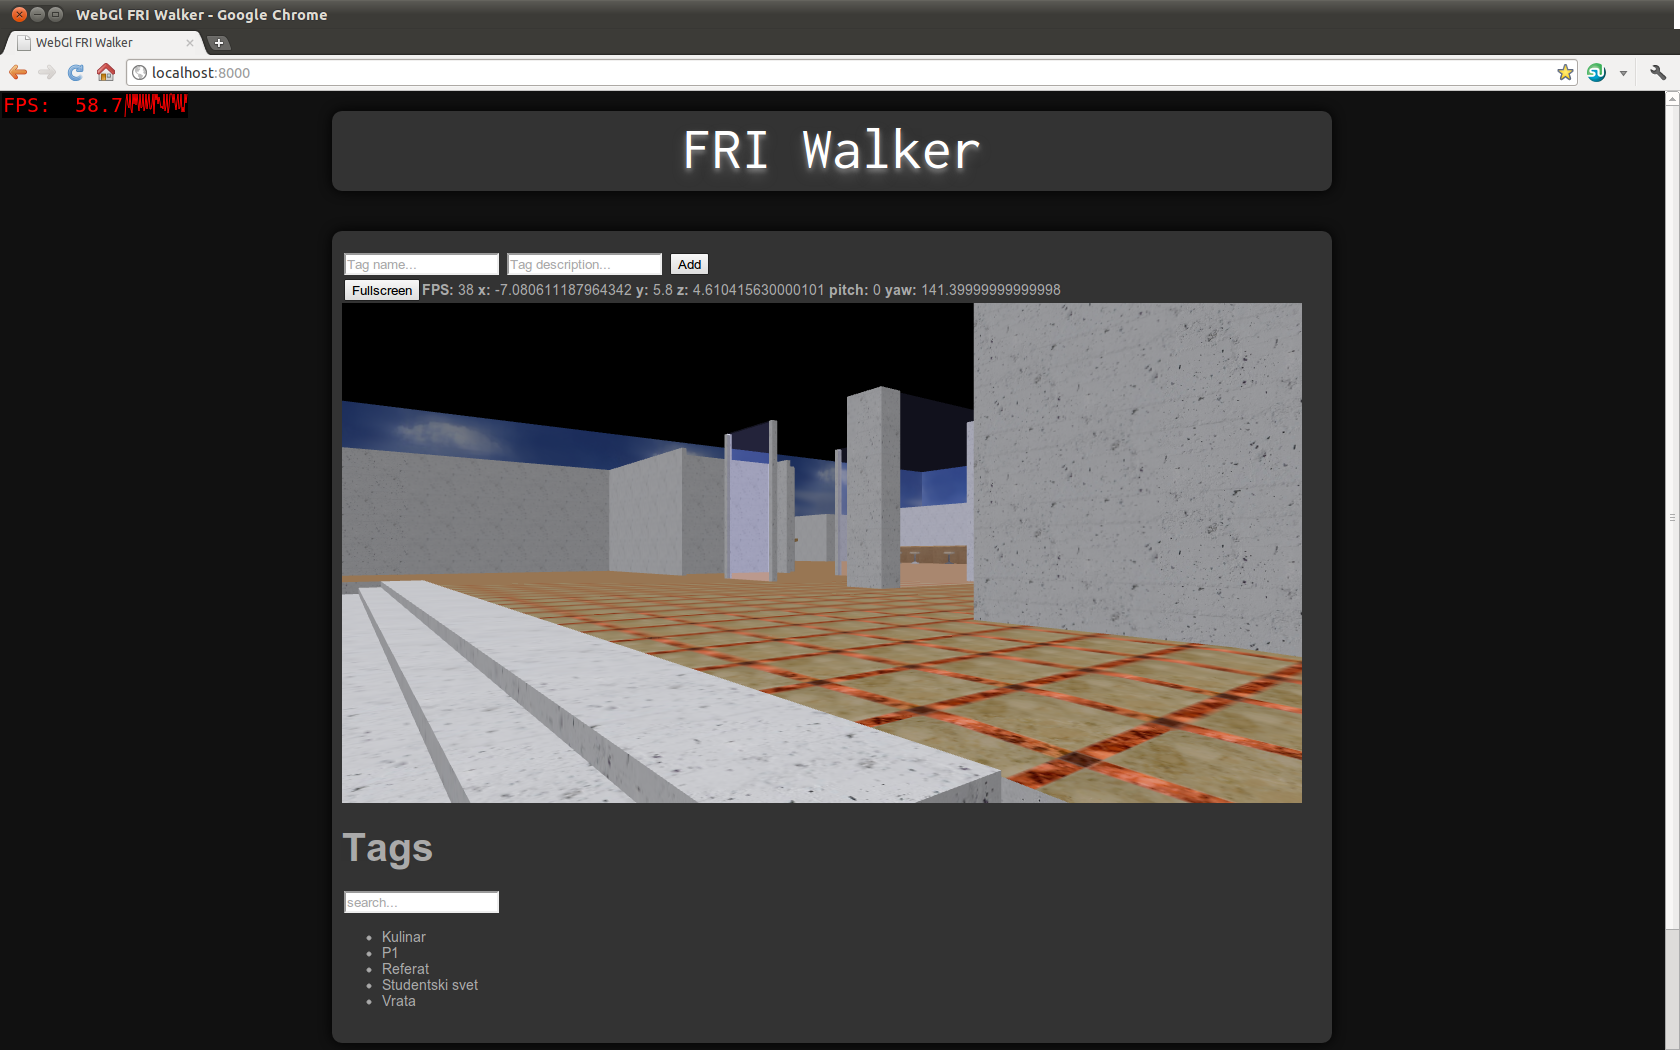 WebGl FRI Walker - Google Chrome
WebGl FRI Walker
localhost:8000
FPS: 58.7
FRI Walker
Tag name... Tag description... Add
Fullscreen FPS: 38 x: -7.080611187964342 y: 5.8 z: 4.610415630000101 pitch: 0 yaw: 141.39999999999998
Tags
search...
Kulinar
P1
Referat
Studentski svet
Vrata